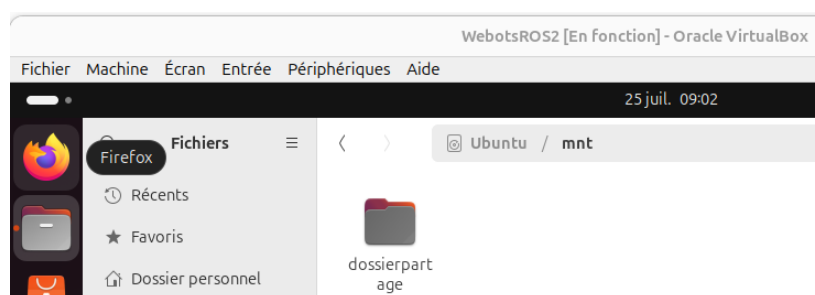 WebotsROS2 [En fonction] - Oracle VirtualBox
Fichier Machine Écran Entrée Périphériques Aide
25 juil. 09:02
Firefox
Fichiers
Ubuntu / mnt
Récents
Favoris
Dossier personnel
dossierpart
age